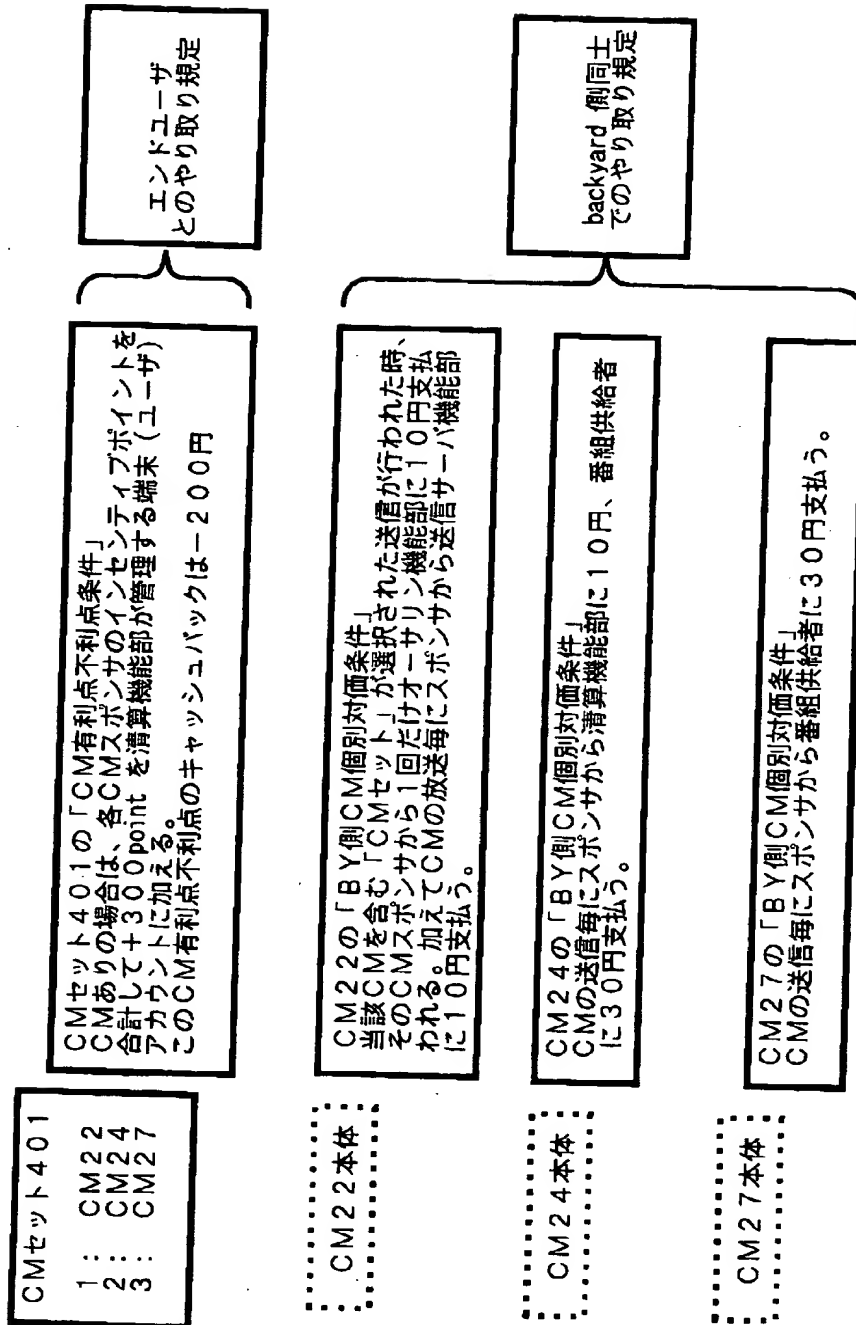 CMセット401
1： CM22
2： CM24
3： CM27
CMセット401の「CM有利点不利点条件」
CMありの場合は、各CMスポンサのインセンティブポイントを
合計して＋300point を清算機能部が管理する端末（ユーザ）
アカウントに加える。
このCM有利点不利点のキャッシュバックは－200円
エンドユーザ
とのやり取り規定
CM22本体
CM22の「BY側CM個別対価条件」
当該CMを含む「CMセット」が選択された送信が行われた時、
そのCMスポンサから1回だけオーサリン機能部に10円支払
われる。加えてCMの放送毎にスポンサから送信サーバ機能部
に10円支払う。
CM24本体
CM24の「BY側CM個別対価条件」
CMの送信毎にスポンサから清算機能部に10円、番組供給者
に30円支払う。
CM27本体
CM27の「BY側CM個別対価条件」
CMの送信毎にスポンサから番組供給者に30円支払う。
backyard 側同士
でのやり取り規定